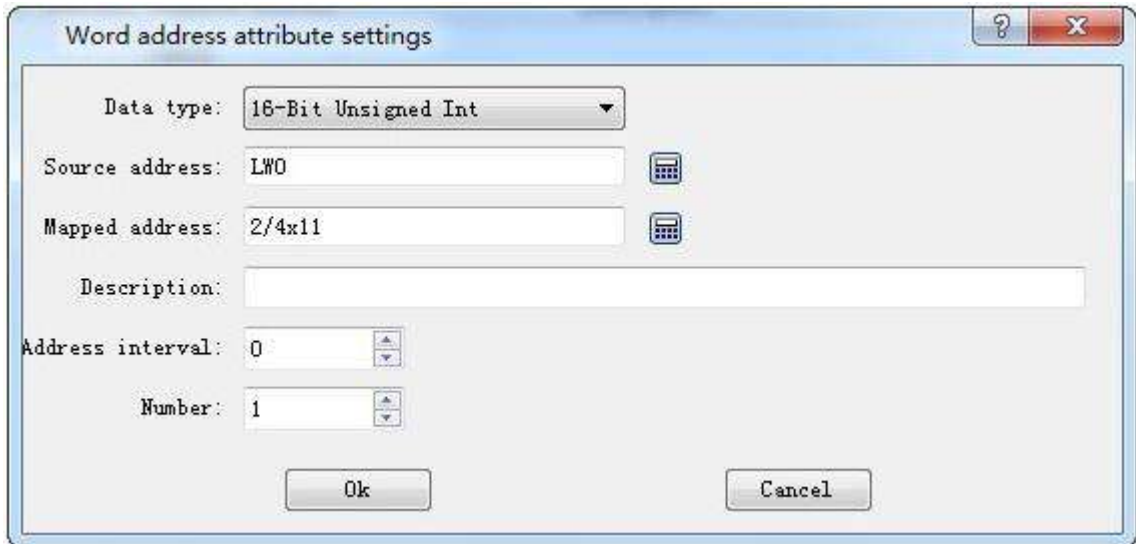 Word address attribute settings
?
X
Data type: 16-Bit Unsigned Int
Source address: LW0
Mapped address: 2/4x11
Description:
Address interval: 0
Number: 1
Ok Cancel